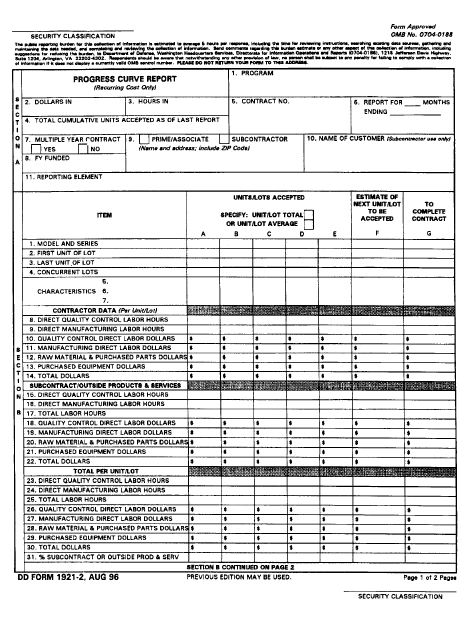 Form Approved
SECURITY CLASSIFICATION
OMB No. 0704-0188
The public reporting burden for this collection of information is estimated to average 8 hours per response, including the time for reviewing instructions, searching existing data sources, gathering and
maintaining the data needed, and completing and reviewing the collection of information. Send comments regarding this burden estimate or any other aspect of this collection of information, including
suggestions for reducing the burden, to Department of Defense, Washington Headquarters Services, Directorate for Information Operations and Reports (0704-0188), 1215 Jefferson Davis Highway,
Suite 1204, Arlington, VA 22202-4302. Respondents should be aware that notwithstanding any other provision of law, no person shall be subject to any penalty for failing to comply with a collection
of information if it does not display a currently valid OMB control number. PLEASE DO NOT RETURN YOUR FORM TO THIS ADDRESS.
PROGRESS CURVE REPORT
(Recurring Cost Only)
1. PROGRAM
SECTION A
2. DOLLARS IN
3. HOURS IN
5. CONTRACT NO.
6. REPORT FOR ____ MONTHS
ENDING
4. TOTAL CUMULATIVE UNITS ACCEPTED AS OF LAST REPORT
7. MULTIPLE YEAR CONTRACT
YES NO
9. PRIME/ASSOCIATE SUBCONTRACTOR
(Name and address; include ZIP Code)
10. NAME OF CUSTOMER (Subcontractor use only)
8. FY FUNDED
11. REPORTING ELEMENT
SECTION B
ITEM
UNITS/LOTS ACCEPTED
SPECIFY: UNIT/LOT TOTAL
OR UNIT/LOT AVERAGE
ESTIMATE OF
NEXT UNIT/LOT
TO BE
ACCEPTED
TO
COMPLETE
CONTRACT
A B C D E F G
1. MODEL AND SERIES
2. FIRST UNIT OF LOT
3. LAST UNIT OF LOT
4. CONCURRENT LOTS
5.
CHARACTERISTICS 6.
7.
CONTRACTOR DATA (Per Unit/Lot)
8. DIRECT QUALITY CONTROL LABOR HOURS
9. DIRECT MANUFACTURING LABOR HOURS
10. QUALITY CONTROL DIRECT LABOR DOLLARS $ $ $ $ $ $ $
11. MANUFACTURING DIRECT LABOR DOLLARS $ $ $ $ $ $ $
12. RAW MATERIAL & PURCHASED PARTS DOLLARS $ $ $ $ $ $ $
13. PURCHASED EQUIPMENT DOLLARS $ $ $ $ $ $ $
14. TOTAL DOLLARS $ $ $ $ $ $ $
SUBCONTRACT/OUTSIDE PRODUCTS & SERVICES
15. DIRECT QUALITY CONTROL LABOR HOURS
16. DIRECT MANUFACTURING LABOR HOURS
17. TOTAL LABOR HOURS
18. QUALITY CONTROL DIRECT LABOR DOLLARS $ $ $ $ $ $ $
19. MANUFACTURING DIRECT LABOR DOLLARS $ $ $ $ $ $ $
20. RAW MATERIAL & PURCHASED PARTS DOLLARS $ $ $ $ $ $ $
21. PURCHASED EQUIPMENT DOLLARS $ $ $ $ $ $ $
22. TOTAL DOLLARS $ $ $ $ $ $ $
TOTAL PER UNIT/LOT
23. DIRECT QUALITY CONTROL LABOR HOURS
24. DIRECT MANUFACTURING LABOR HOURS
25. TOTAL LABOR HOURS
26. QUALITY CONTROL DIRECT LABOR DOLLARS $ $ $ $ $ $ $
27. MANUFACTURING DIRECT LABOR DOLLARS $ $ $ $ $ $ $
28. RAW MATERIAL & PURCHASED PARTS DOLLARS $ $ $ $ $ $ $
29. PURCHASED EQUIPMENT DOLLARS $ $ $ $ $ $ $
30. TOTAL DOLLARS $ $ $ $ $ $ $
31. % SUBCONTRACT OR OUTSIDE PROD & SERV
SECTION B CONTINUED ON PAGE 2
DD FORM 1921-2, AUG 96
PREVIOUS EDITION MAY BE USED.
Page 1 of 2 Pages
SECURITY CLASSIFICATION